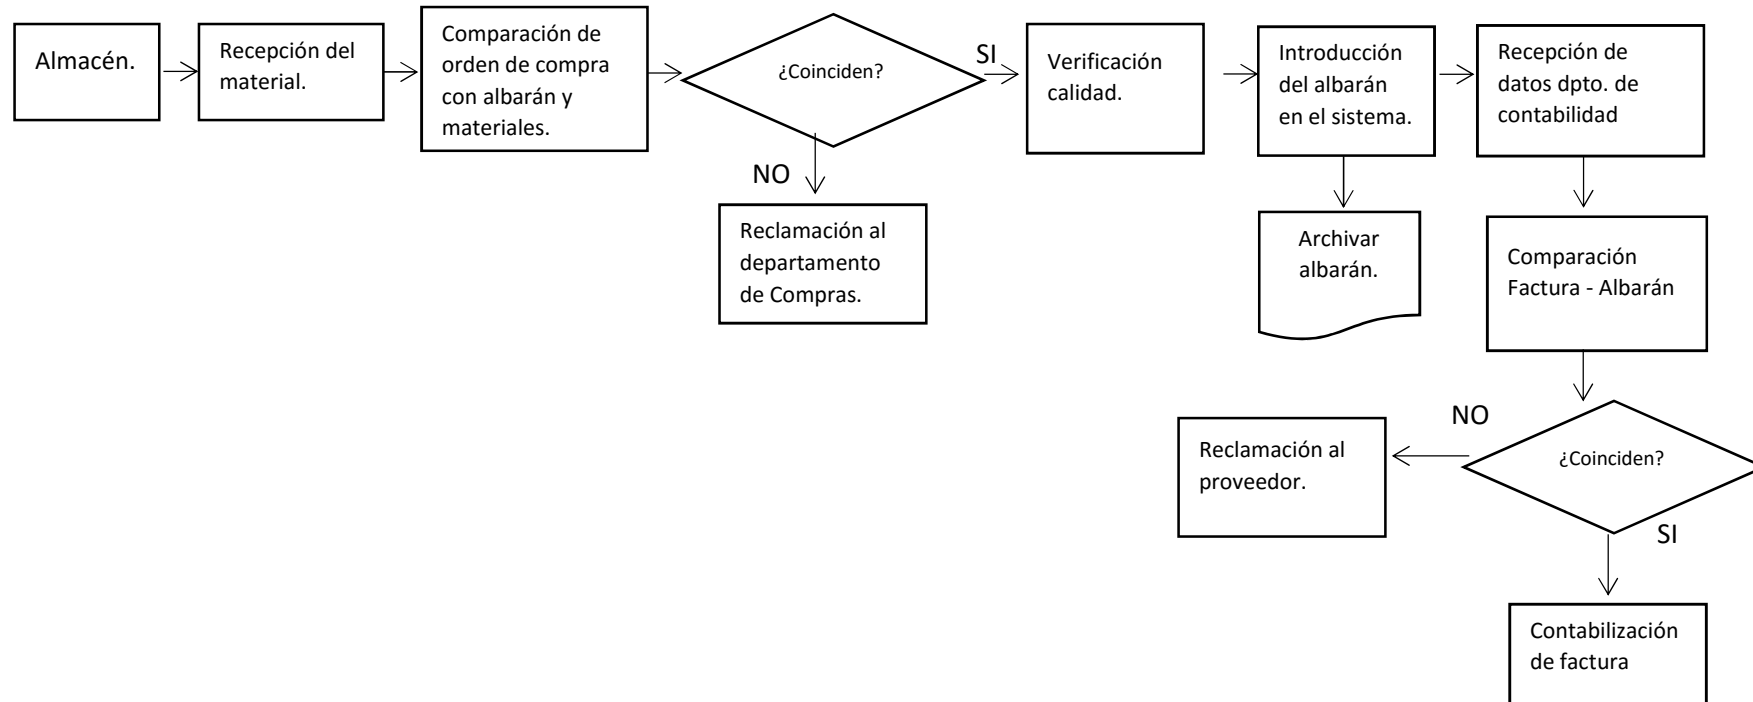 Almacén.
Recepción del
material.
Comparación de
orden de compra
con albarán y
materiales.
¿Coinciden?
SI
NO
Reclamación al
departamento
de Compras.
Verificación
calidad.
Introducción
del albarán
en el sistema.
Archivar
albarán.
Recepción de
datos dpto. de
contabilidad
Comparación
Factura - Albarán
¿Coinciden?
NO
Reclamación al
proveedor.
SI
Contabilización
de factura